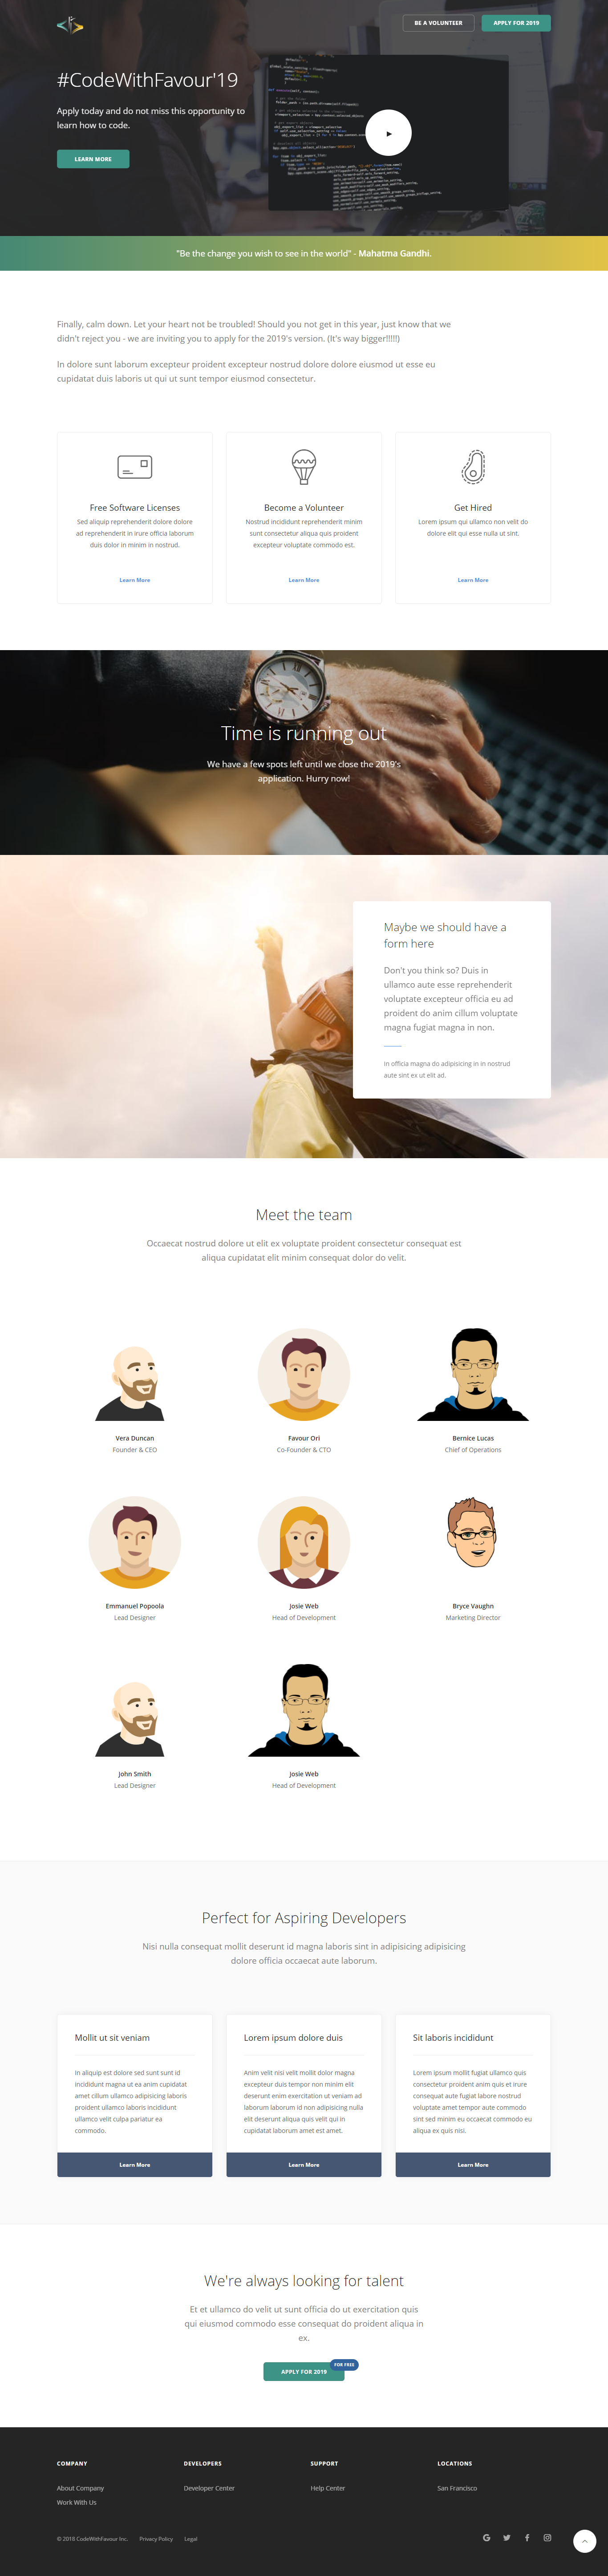 BE A VOLUNTEER
APPLY FOR 2019
#CodeWithFavour'19
Apply today and do not miss this opportunity to
learn how to code.
LEARN MORE
"Be the change you wish to see in the world" - Mahatma Gandhi.
Finally, calm down. Let your heart not be troubled! Should you not get in this year, just know that we
didn't reject you - we are inviting you to apply for the 2019's version. (It's way bigger!!!!!)
In dolore sunt laborum excepteur proident excepteur nostrud dolore dolore eiusmod ut esse eu
cupidatat duis laboris ut qui ut sunt tempor eiusmod consectetur.
Free Software Licenses
Sed aliquip reprehenderit dolore dolore
ad reprehenderit in irure officia laborum
duis dolor in minim in nostrud.
Learn More
Become a Volunteer
Nostrud incididunt reprehenderit minim
sunt consectetur aliqua quis proident
excepteur voluptate commodo est.
Learn More
Get Hired
Lorem ipsum qui ullamco non velit do
dolore elit qui esse nulla ut sint.
Learn More
Time is running out
We have a few spots left until we close the 2019's
application. Hurry now!
Maybe we should have a
form here
Don't you think so? Duis in
ullamco aute esse reprehenderit
voluptate excepteur officia eu ad
proident do anim cillum voluptate
magna fugiat magna in non.
In officia magna do adipisicing in in nostrud
aute sint ex ut elit ad.
Meet the team
Occaecat nostrud dolore ut elit ex voluptate proident consectetur consequat est
aliqua cupidatat elit minim consequat dolor do velit.
Vera Duncan
Founder & CEO
Favour Ori
Co-Founder & CTO
Bernice Lucas
Chief of Operations
Emmanuel Popoola
Lead Designer
Josie Web
Head of Development
Bryce Vaughn
Marketing Director
John Smith
Lead Designer
Josie Web
Head of Development
Perfect for Aspiring Developers
Nisi nulla consequat mollit deserunt id magna laboris sint in adipisicing adipisicing
dolore officia occaecat aute laborum.
Mollit ut sit veniam
In aliquip est dolore sed sunt sunt id
incididunt magna ut ea anim cupidatat
amet cillum ullamco adipisicing laboris
proident ullamco laboris incididunt
ullamco velit culpa pariatur ea
commodo.
Learn More
Lorem ipsum dolore duis
Anim velit nisi velit mollit dolor magna
excepteur duis tempor non minim elit
deserunt enim exercitation ut veniam ad
laborum laborum id non adipisicing nulla
elit deserunt aliqua quis velit qui in
cupidatat laborum amet est amet.
Learn More
Sit laboris incididunt
Lorem ipsum mollit fugiat ullamco quis
consectetur proident anim quis et irure
consequat aute fugiat labore nostrud
voluptate amet tempor aute commodo
sint sed minim eu occaecat commodo eu
aliqua ex quis nisi.
Learn More
We're always looking for talent
Et et ullamco do velit ut sunt officia do ut exercitation quis
qui eiusmod commodo esse consequat do proident aliqua in
ex.
APPLY FOR 2019
FOR FREE
COMPANY
About Company
Work With Us
DEVELOPERS
Developer Center
SUPPORT
Help Center
LOCATIONS
San Francisco
© 2018 CodeWithFavour Inc.
Privacy Policy
Legal